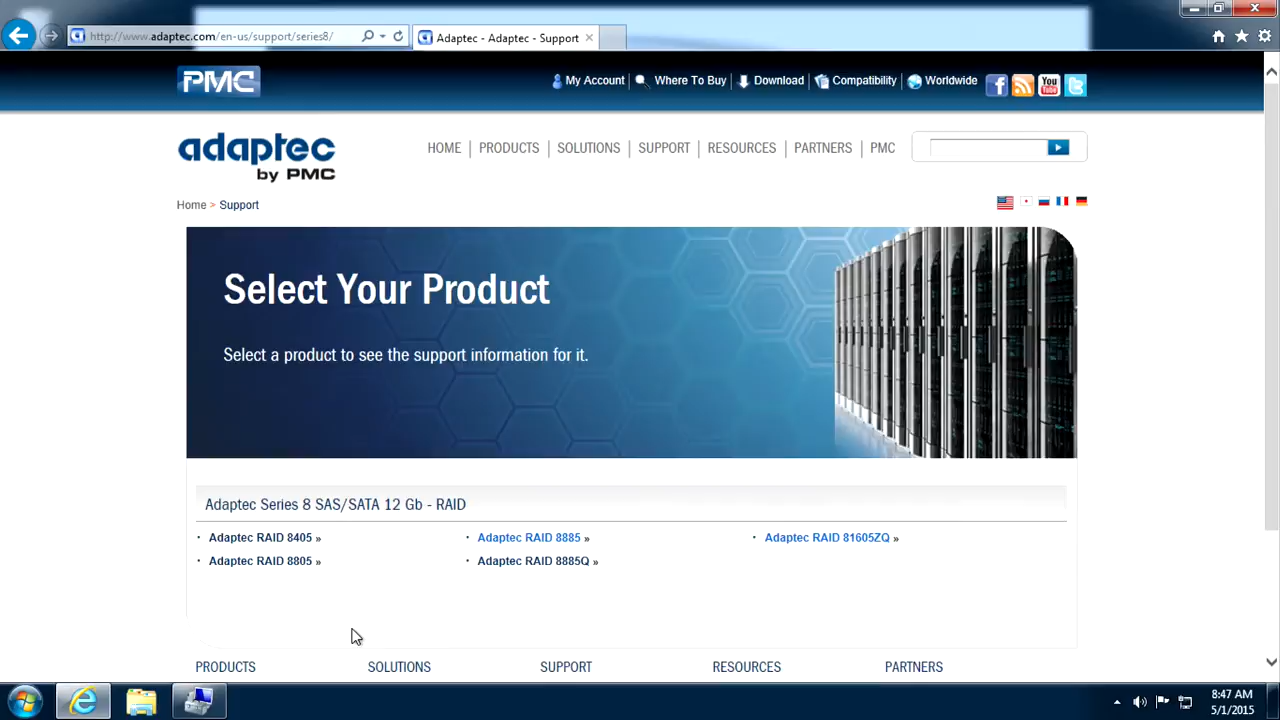 http://www.adaptec.com/en-us/support/series8/
Adaptec - Adaptec - Support
PMC
My Account
Where To Buy
Download
Compatibility
Worldwide
You Tube
adaptec
by PMC
HOME | PRODUCTS | SOLUTIONS | SUPPORT | RESOURCES | PARTNERS | PMC
Home > Support
Select Your Product
Select a product to see the support information for it.
Adaptec Series 8 SAS/SATA 12 Gb - RAID
· Adaptec RAID 8405 »
· Adaptec RAID 8885 »
· Adaptec RAID 81605ZQ »
· Adaptec RAID 8805 »
· Adaptec RAID 8885Q »
PRODUCTS
SOLUTIONS
SUPPORT
RESOURCES
PARTNERS
8:47 AM
5/1/2015